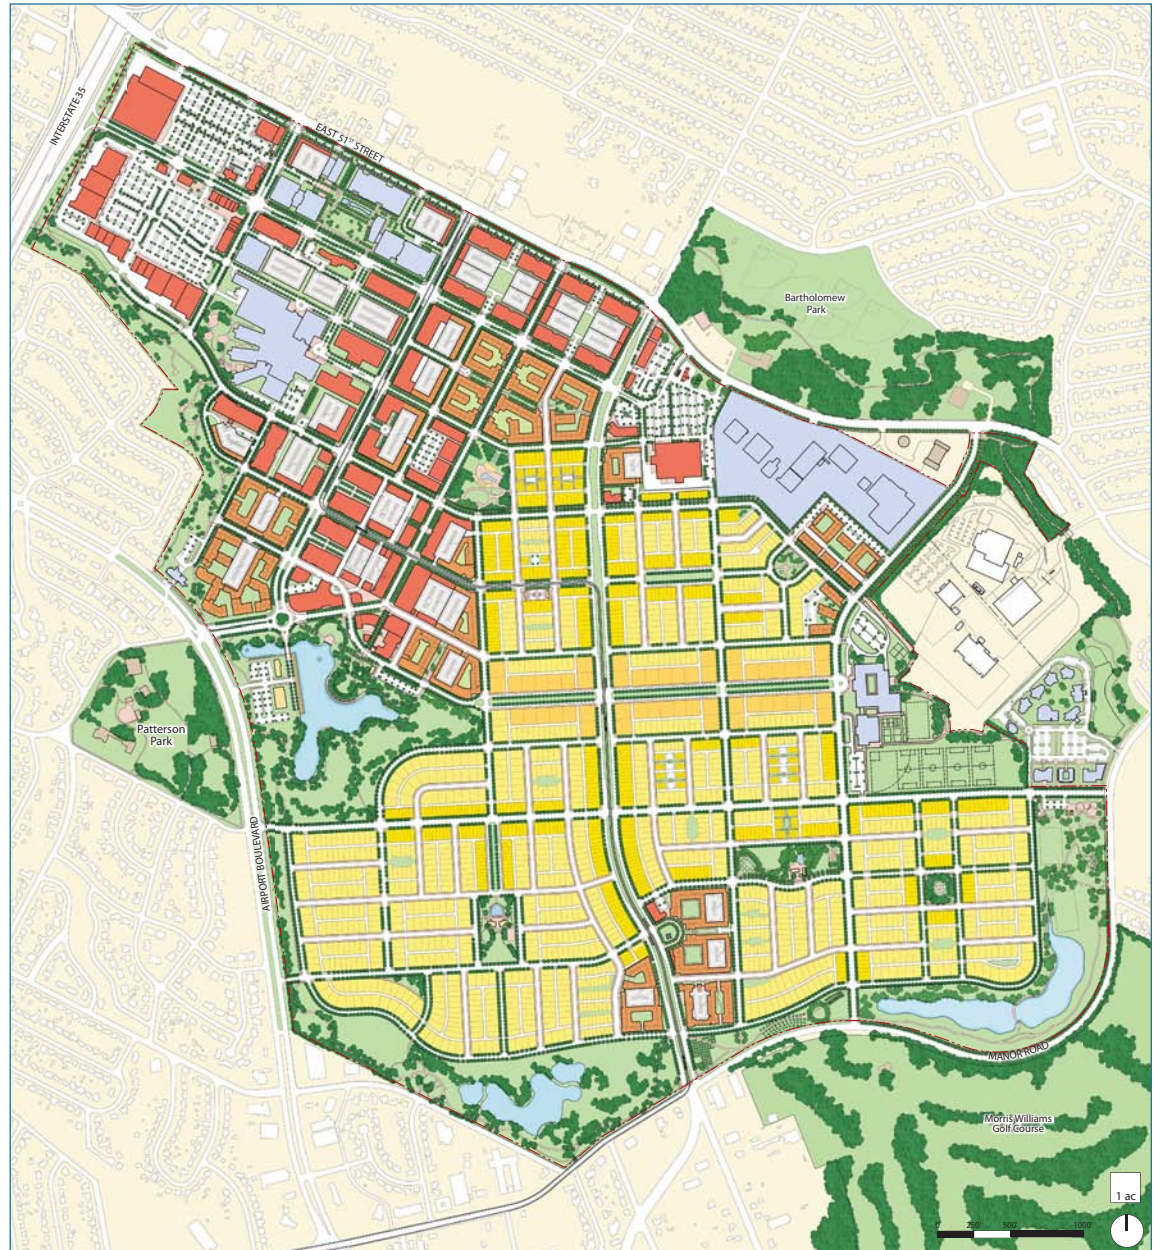 INTERSTATE 35
EAST 51ST STREET
Bartholomew
Park
Patterson
Park
AIRPORT BOULEVARD
MANOR ROAD
Morris Williams
Golf Course
1 ac
0 250' 500' 1000'